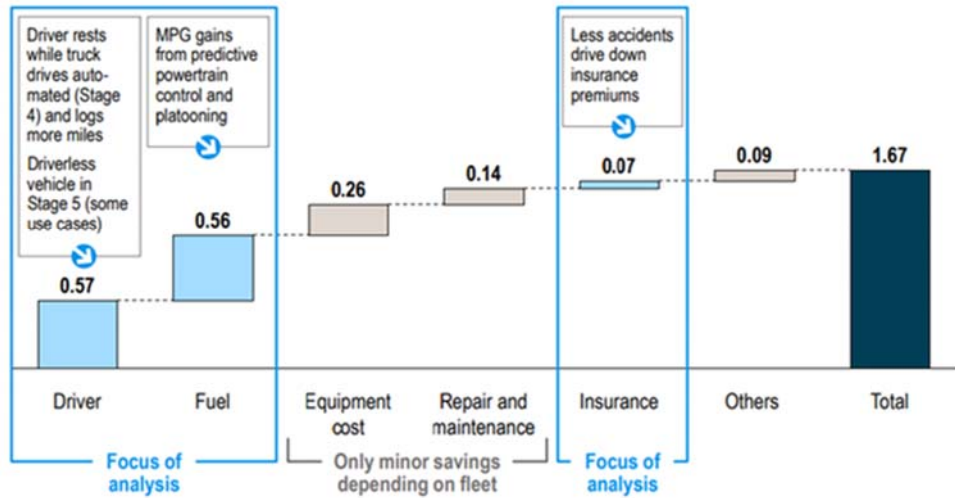 Driver rests
while truck
drives auto-
mated (Stage
4) and logs
more miles
Driverless
vehicle in
Stage 5 (some
use cases)
MPG gains
from predictive
powertrain
control and
platooning
Less accidents
drive down
insurance
premiums
0.57
0.56
0.26
0.14
0.07
0.09
1.67
Driver
Fuel
Equipment
cost
Repair and
maintenance
Insurance
Others
Total
Focus of
analysis
Only minor savings
depending on fleet
Focus of
analysis